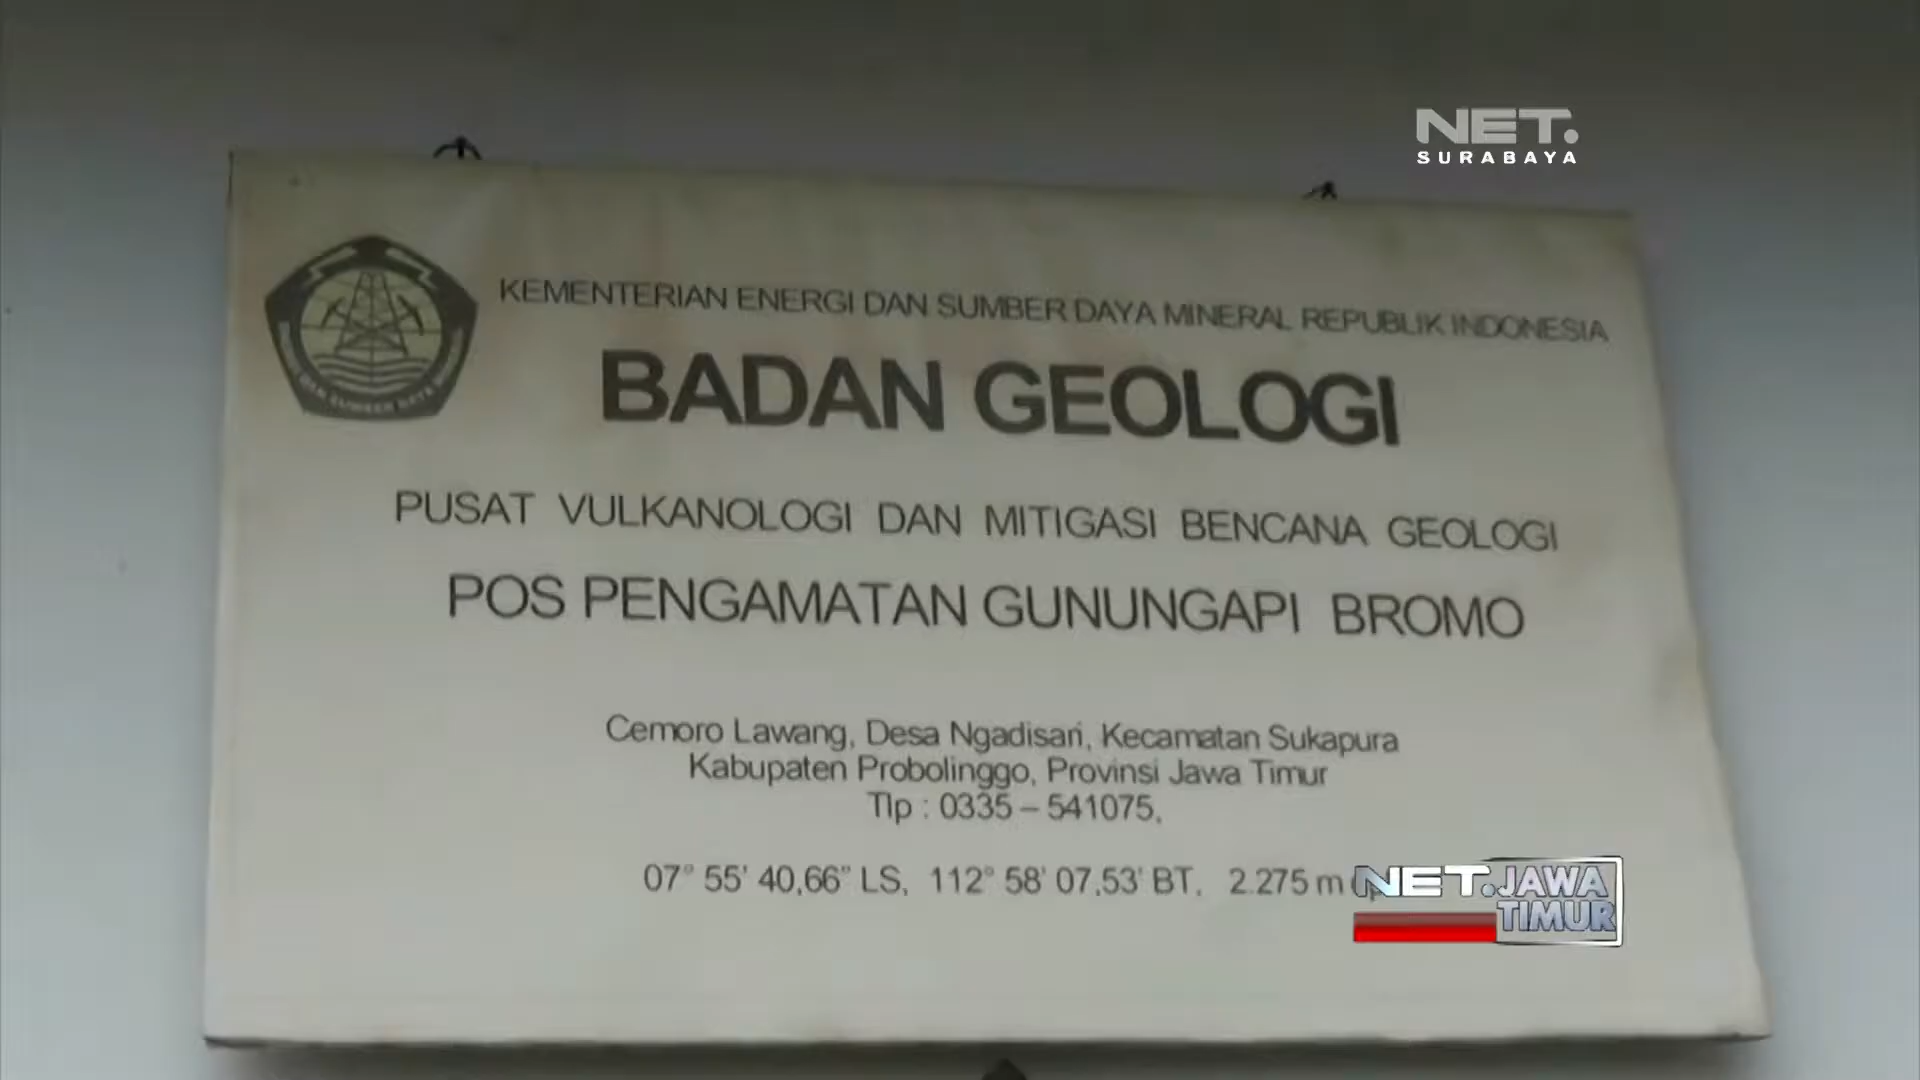 NET.
SURABAYA
KEMENTERIAN ENERGI DAN SUMBER DAYA MINERAL REPUBLIK INDONESIA
BADAN GEOLOGI
PUSAT VULKANOLOGI DAN MITIGASI BENCANA GEOLOGI
POS PENGAMATAN GUNUNGAPI BROMO
Cemoro Lawang, Desa Ngadisari, Kecamatan Sukapura
Kabupaten Probolinggo, Provinsi Jawa Timur
Tlp : 0335 – 541075,
07° 55' 40,66" LS, 112° 58' 07,53' BT, 2.275 m
NET. JAWA
TIMUR